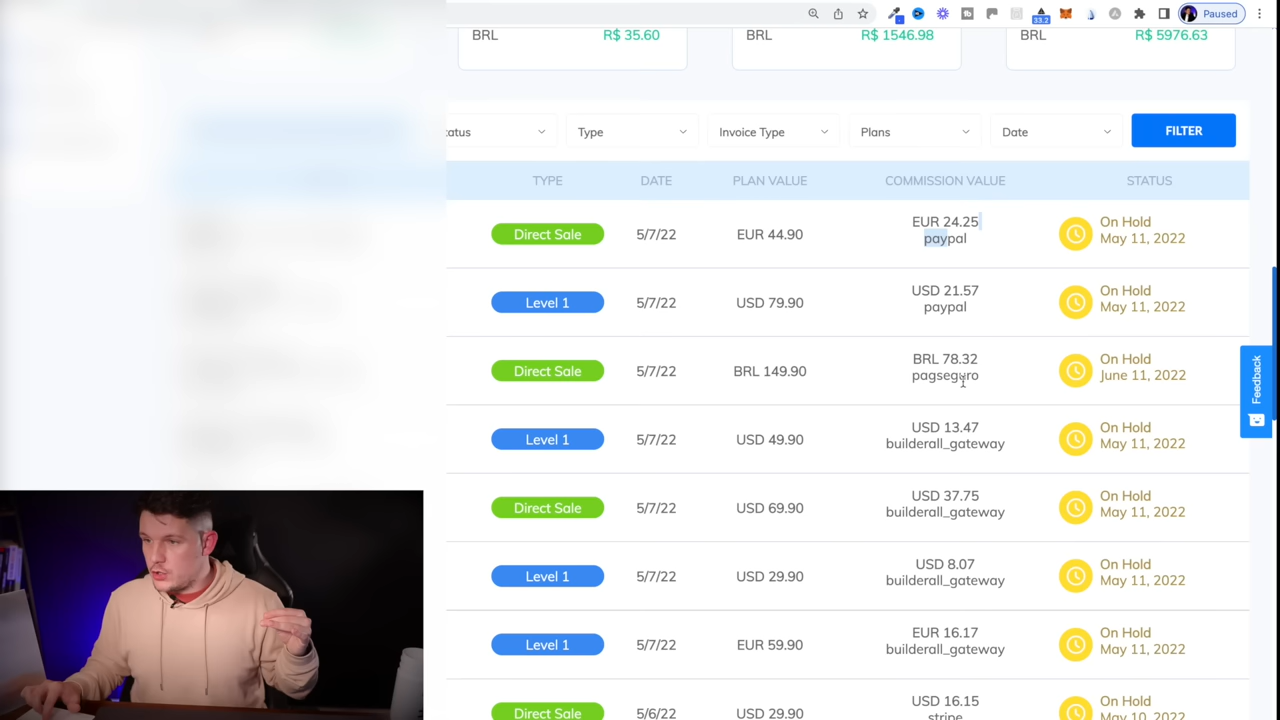 33.2
Paused
BRL R$ 35.60
BRL R$ 1546.98
BRL R$ 5976.63
tatus
Type
Invoice Type
Plans
Date
FILTER
TYPE DATE PLAN VALUE COMMISSION VALUE STATUS
Direct Sale 5/7/22 EUR 44.90 EUR 24.25 On Hold
paypal May 11, 2022
Level 1 5/7/22 USD 79.90 USD 21.57 On Hold
paypal May 11, 2022
Direct Sale 5/7/22 BRL 149.90 BRL 78.32 On Hold
pagseguro June 11, 2022
Level 1 5/7/22 USD 49.90 USD 13.47 On Hold
builderall_gateway May 11, 2022
Direct Sale 5/7/22 USD 69.90 USD 37.75 On Hold
builderall_gateway May 11, 2022
Level 1 5/7/22 USD 29.90 USD 8.07 On Hold
builderall_gateway May 11, 2022
Level 1 5/7/22 EUR 59.90 EUR 16.17 On Hold
builderall_gateway May 11, 2022
Direct Sale 5/6/22 USD 29.90 USD 16.15 On Hold
stripe May 10, 2022
Feedback